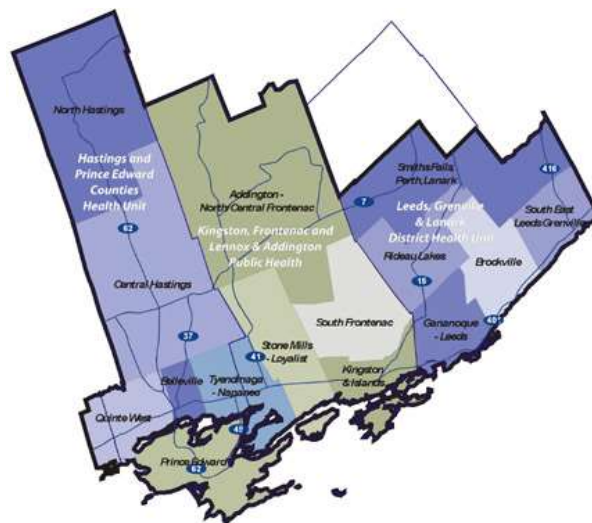 North Hastings
Hastings and
Prince Edward
Counties
Health Unit
62
Central Hastings
37
Belleville
Quinte West
Tyendinaga
- Napanee
41
Prince Edward
62
Addington -
North Central Frontenac
Kingston, Frontenac and
Lennox & Addington
Public Health
7
South Frontenac
Stone Mills
- Loyalist
Kingston
& Islands
Smiths Falls,
Perth, Lanark
416
Leeds, Grenville
& Lanark
District Health Unit
South East
Leeds Grenville
Rideau Lakes
Brockville
15
Gananoque
- Leeds
401